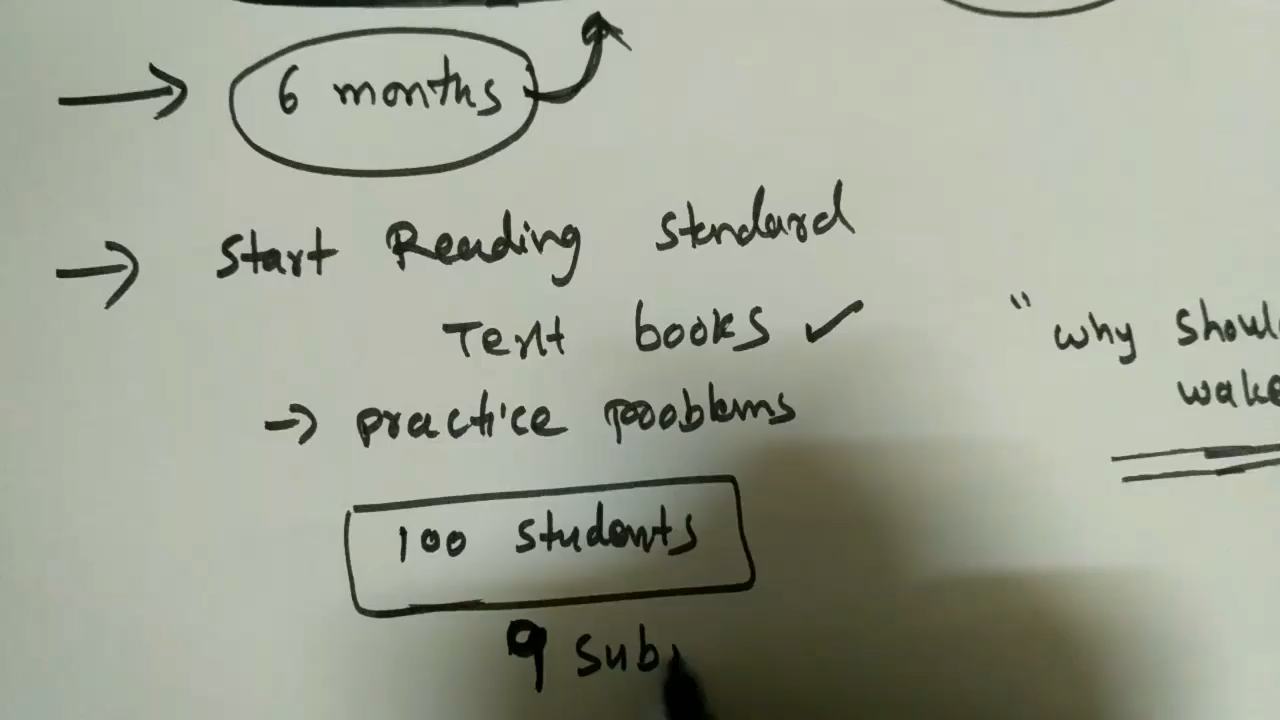 → 6 months
→ Start Reading standard
Text books ✓
→ practice problems
100 students
9 sub
"why shoul
wake